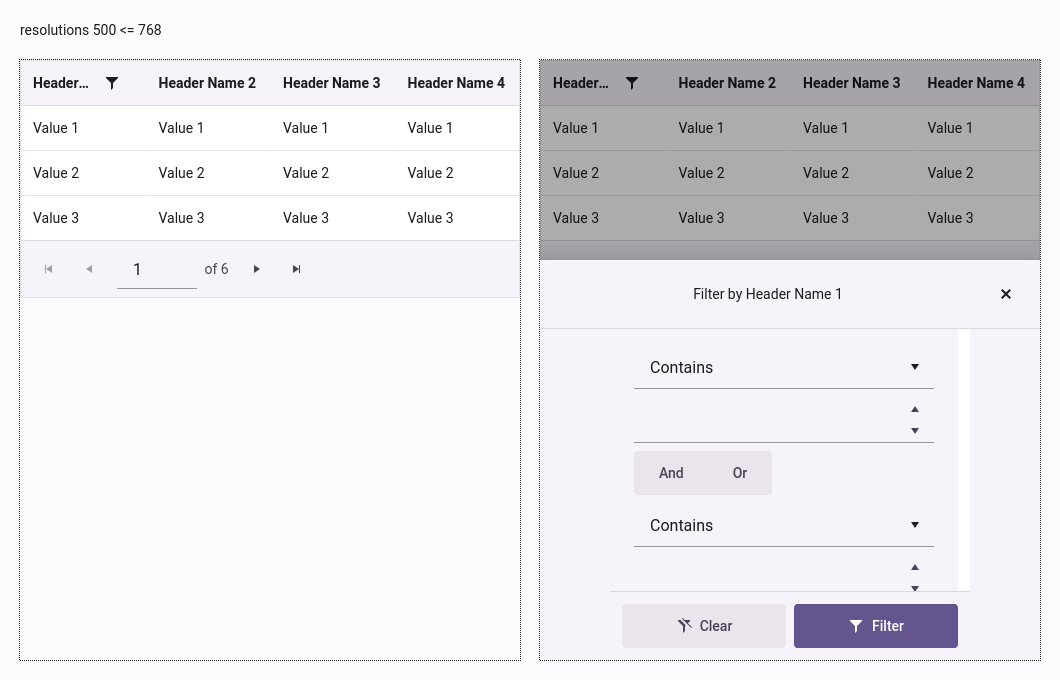 resolutions 500 <= 768
Header... Header Name 2 Header Name 3 Header Name 4
Value 1 Value 1 Value 1 Value 1
Value 2 Value 2 Value 2 Value 2
Value 3 Value 3 Value 3 Value 3
1 of 6
Header... Header Name 2 Header Name 3 Header Name 4
Value 1 Value 1 Value 1 Value 1
Value 2 Value 2 Value 2 Value 2
Value 3 Value 3 Value 3 Value 3
Filter by Header Name 1
Contains
And Or
Contains
Clear Filter